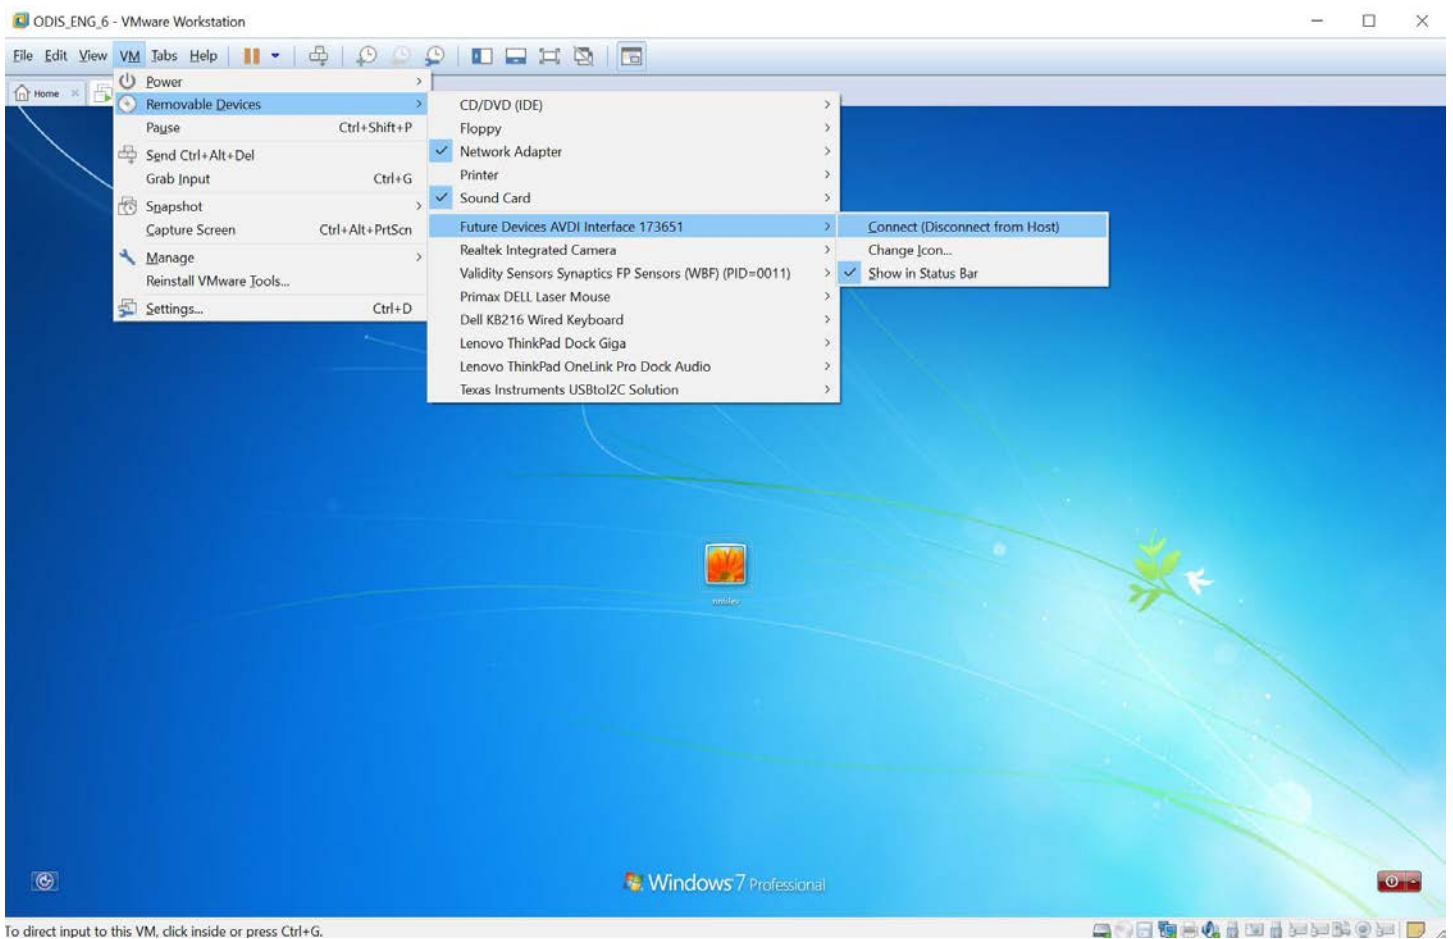 ODIS_ENG_6 - VMware Workstation
File Edit View VM Tabs Help
Home
Power
Removable Devices
Pause Ctrl+Shift+P
Send Ctrl+Alt+Del
Grab Input Ctrl+G
Snapshot
Capture Screen Ctrl+Alt+PrtScn
Manage
Reinstall VMware Tools...
Settings... Ctrl+D
CD/DVD (IDE)
Floppy
Network Adapter
Printer
Sound Card
Future Devices AVDI Interface 173651
Realtek Integrated Camera
Validity Sensors Synaptics FP Sensors (WBF) (PID=0011)
Primax DELL Laser Mouse
Dell KB216 Wired Keyboard
Lenovo ThinkPad Dock Giga
Lenovo ThinkPad OneLink Pro Dock Audio
Texas Instruments USBtoI2C Solution
Connect (Disconnect from Host)
Change Icon...
Show in Status Bar
Windows 7 Professional
To direct input to this VM, click inside or press Ctrl+G.